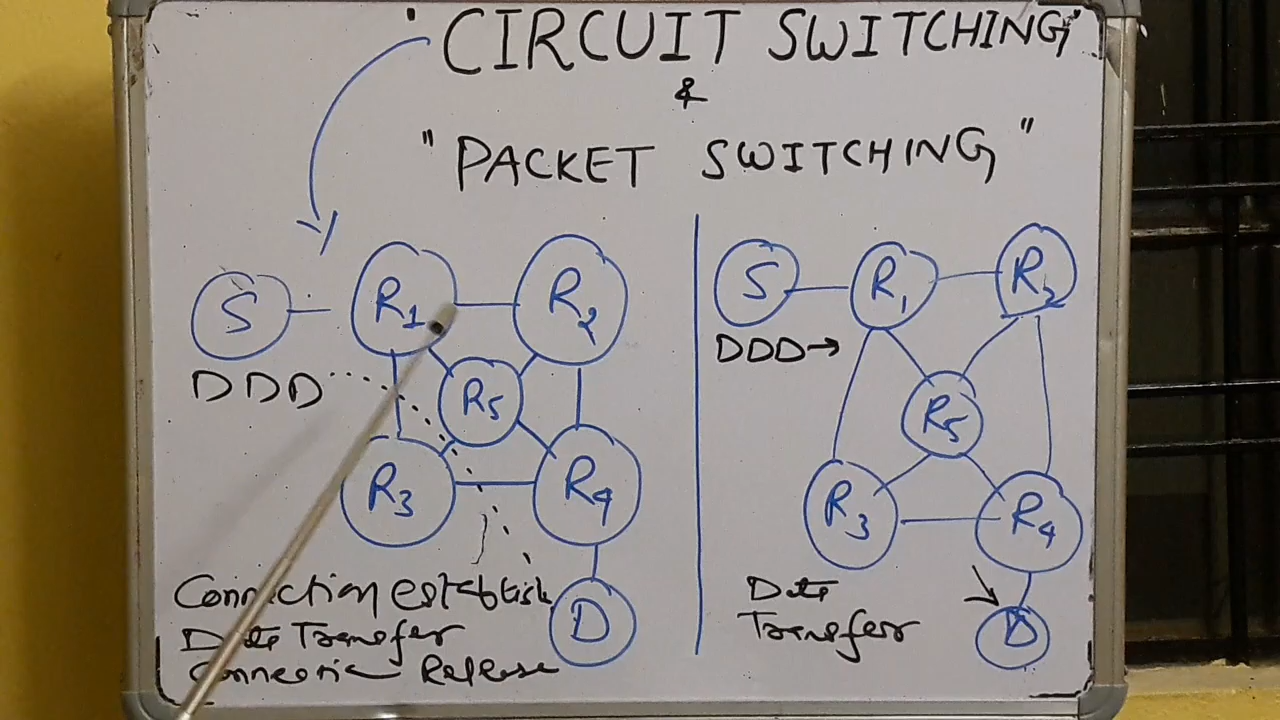 "CIRCUIT SWITCHING"
&
"PACKET SWITCHING"
S R1 R2
DDD
R5
R3 R4
Connection establish
Data Transfer
Connection Release
D
S R1 R2
DDD→
R5
R3 R4
Data
Transfer
D